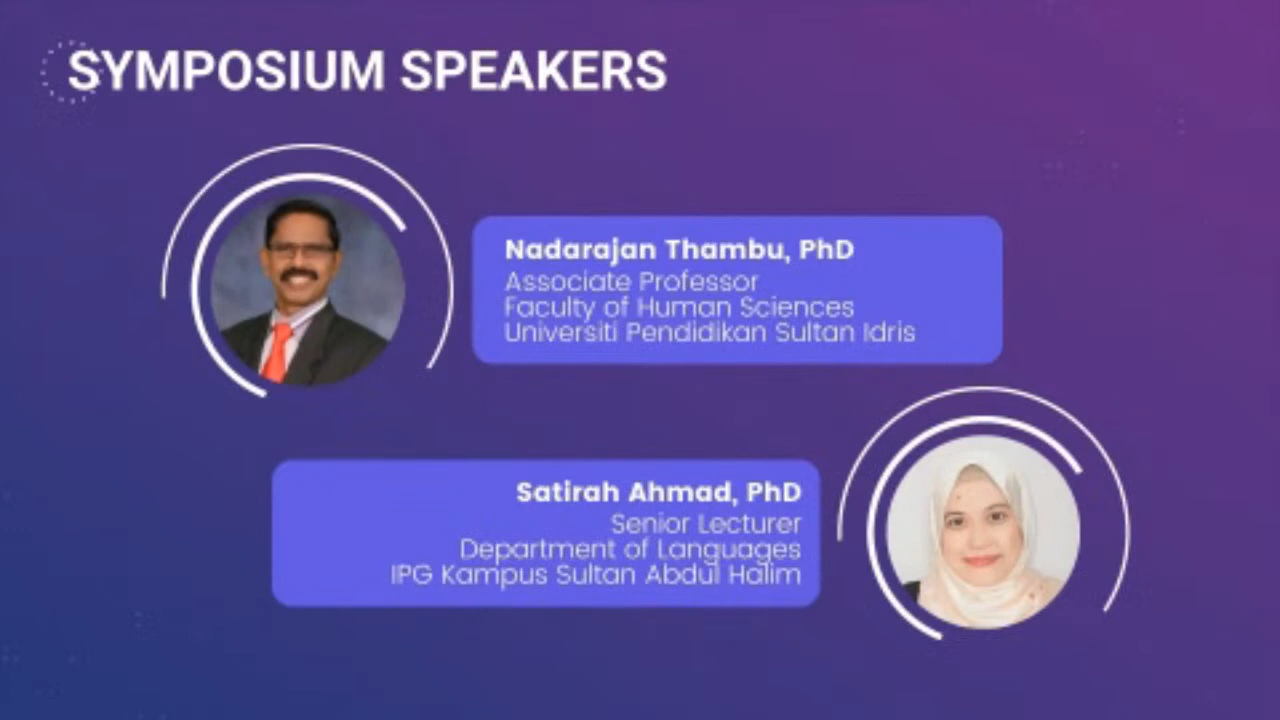 SYMPOSIUM SPEAKERS
Nadarajan Thambu, PhD
Associate Professor
Faculty of Human Sciences
Universiti Pendidikan Sultan Idris
Satirah Ahmad, PhD
Senior Lecturer
Department of Languages
IPG Kampus Sultan Abdul Halim